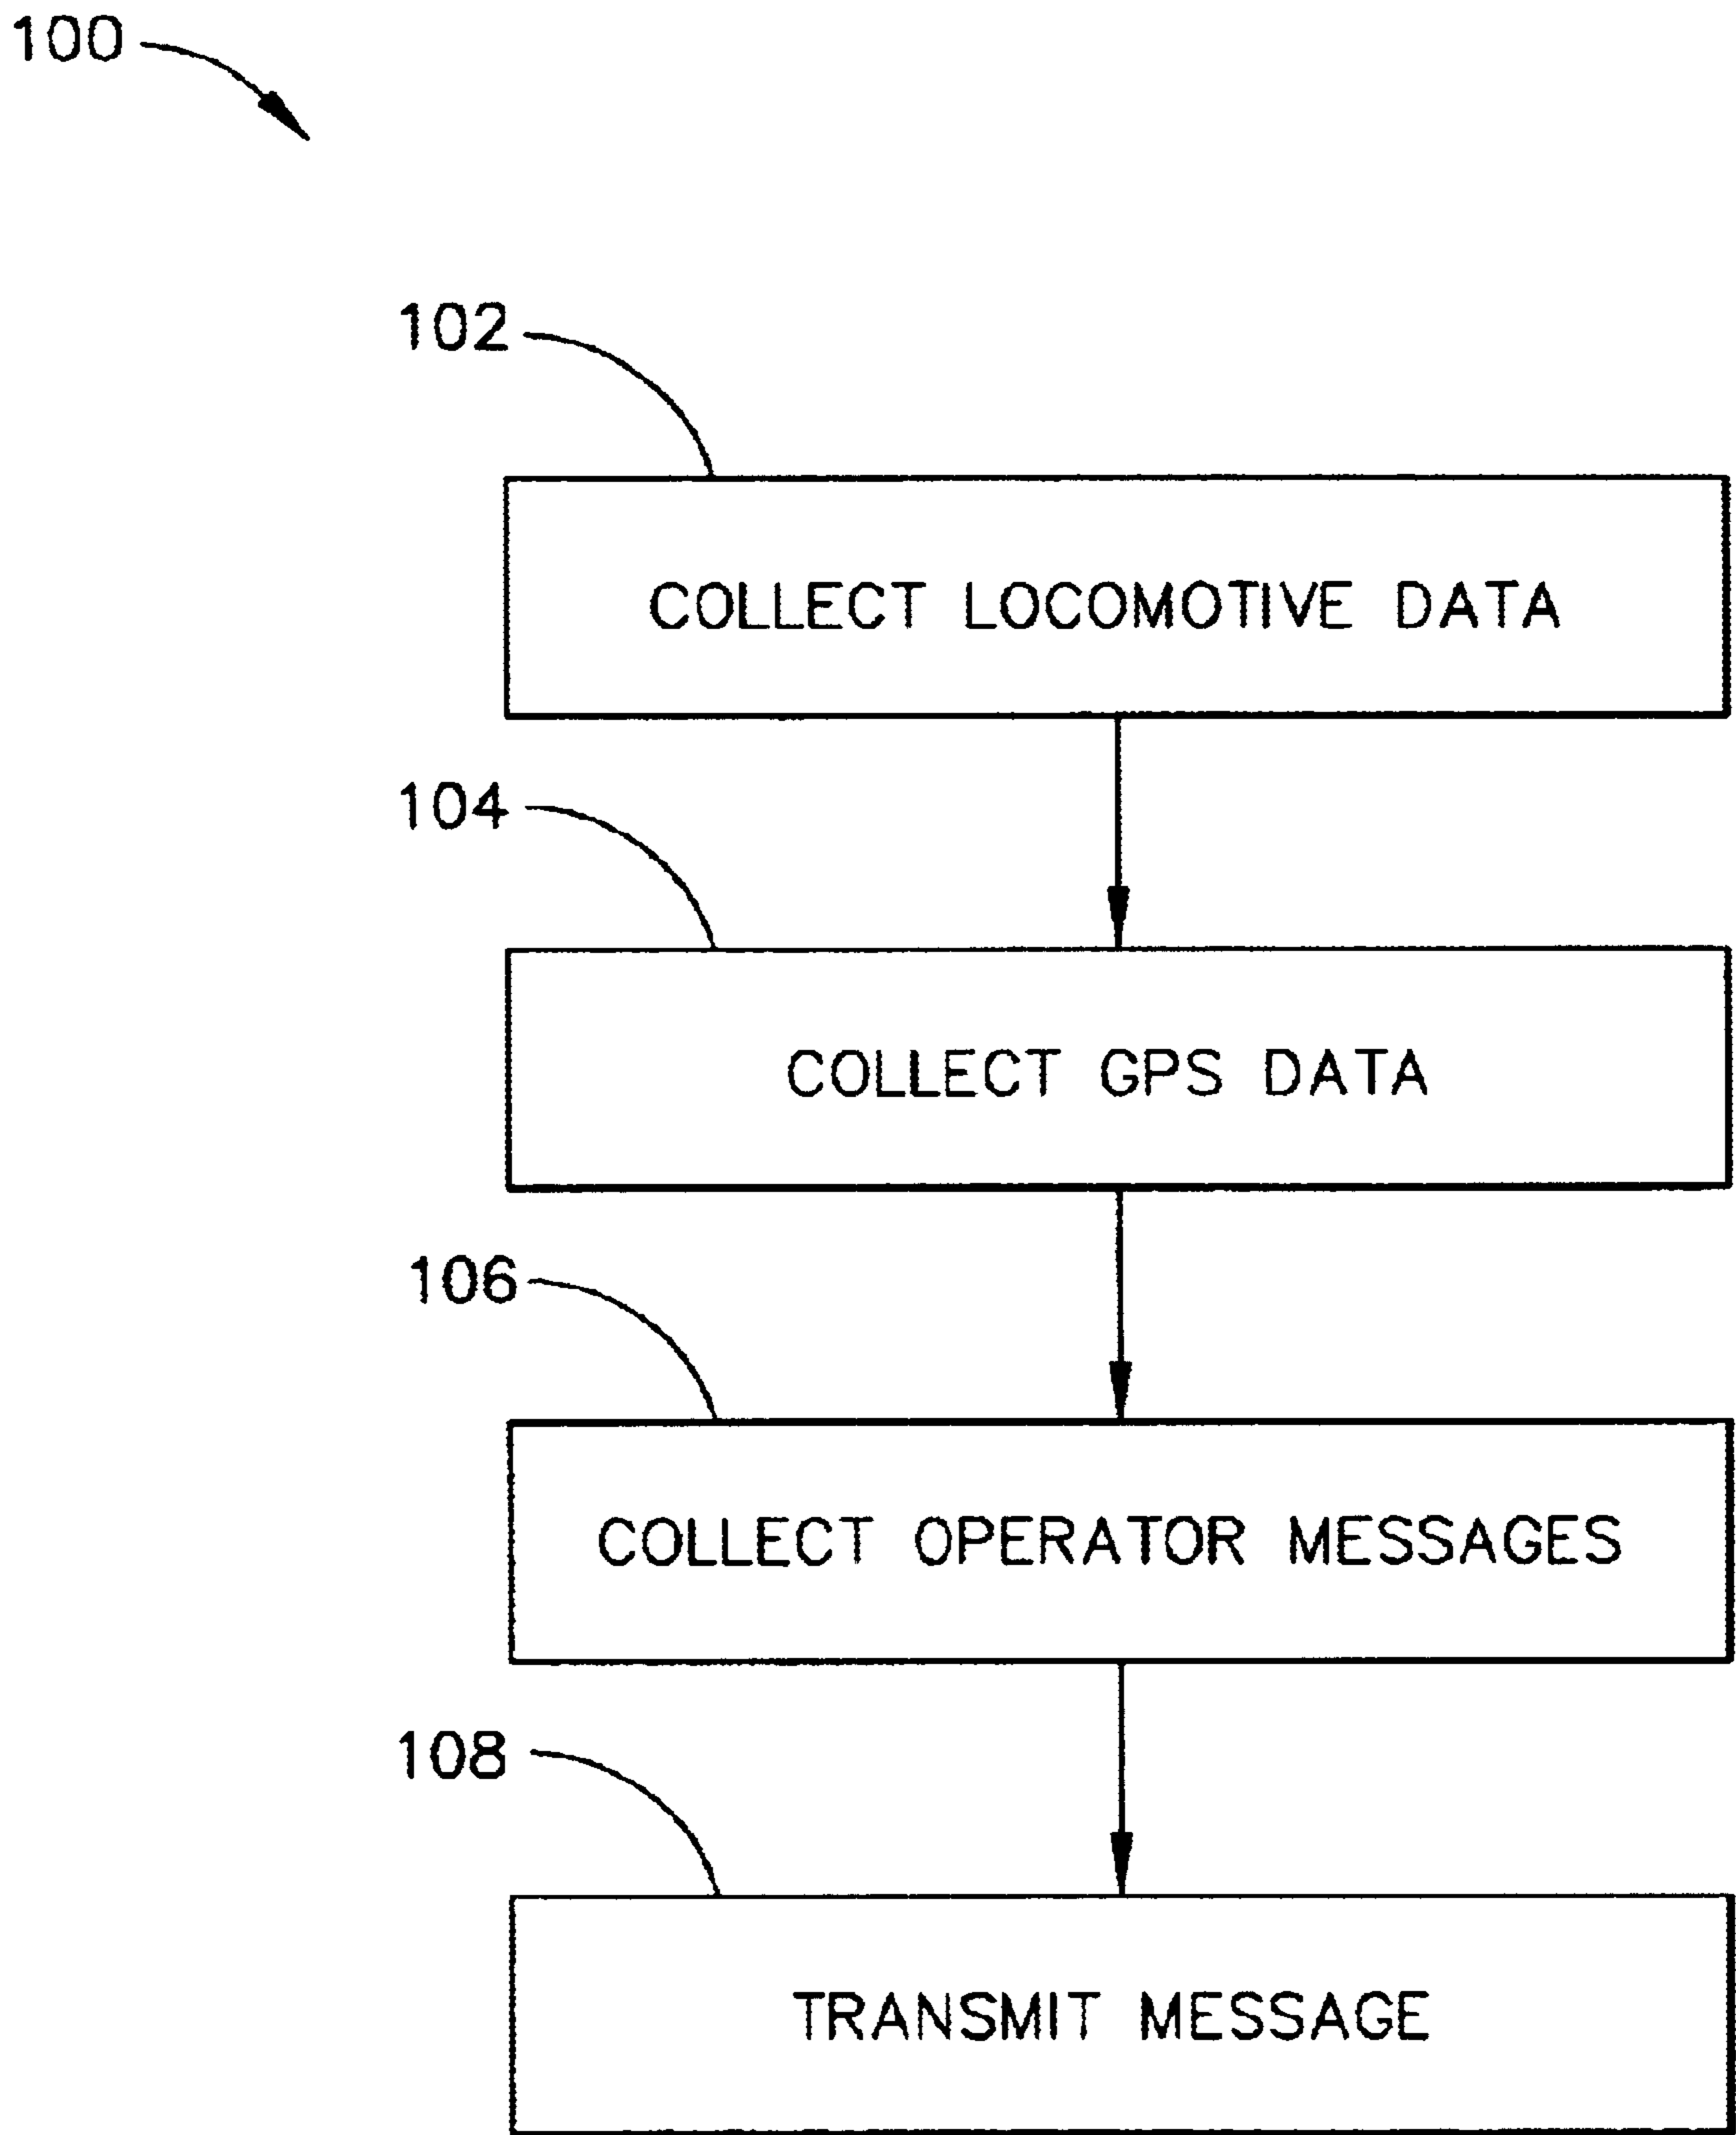 100
102
COLLECT LOCOMOTIVE DATA
104
COLLECT GPS DATA
106
COLLECT OPERATOR MESSAGES
108
TRANSMIT MESSAGE